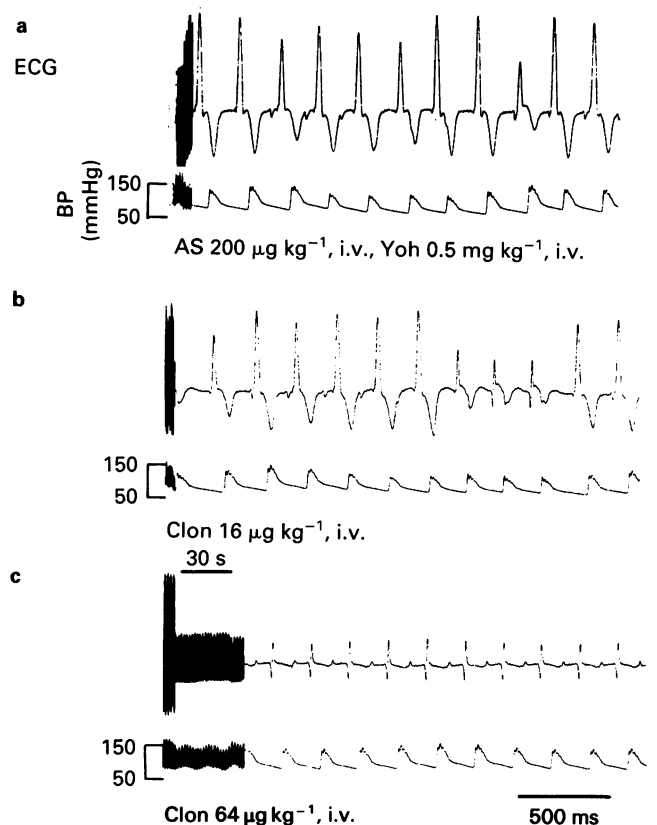 a
ECG
BP
(mmHg)
150
50
AS 200 µg kg⁻¹, i.v., Yoh 0.5 mg kg⁻¹, i.v.
b
150
50
Clon 16 µg kg⁻¹, i.v.
30 s
c
150
50
Clon 64 µg kg⁻¹, i.v.
500 ms